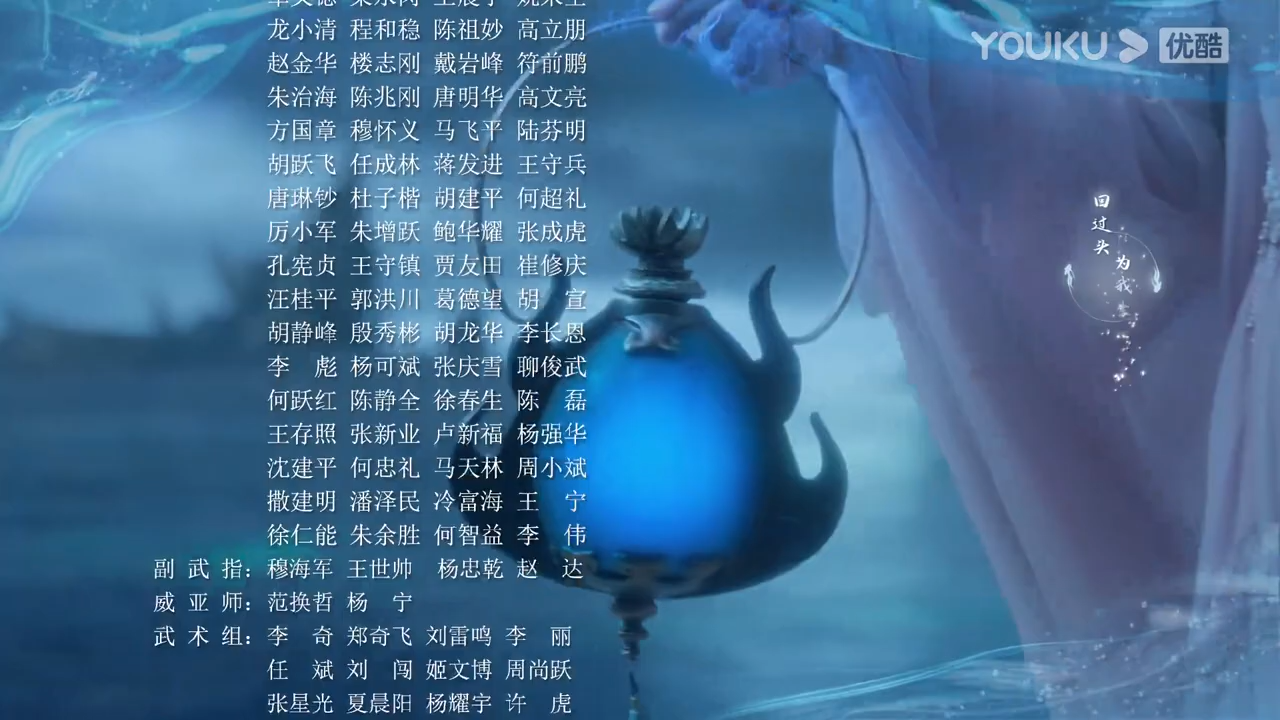 龙小清 程和稳 陈祖妙 高立朋
赵金华 楼志刚 戴岩峰 符前鹏
朱治海 陈兆刚 唐明华 高文亮
方国章 穆怀义 马飞平 陆芬明
胡跃飞 任成林 蒋发进 王守兵
唐琳钞 杜子楷 胡建平 何超礼
厉小军 朱增跃 鲍华耀 张成虎
孔宪贞 王守镇 贾友田 崔修庆
汪桂平 郭洪川 葛德望 胡 宣
胡静峰 殷秀彬 胡龙华 李长恩
李 彪 杨可斌 张庆雪 聊俊武
何跃红 陈静全 徐春生 陈 磊
王存照 张新业 卢新福 杨强华
沈建平 何忠礼 马天林 周小斌
撒建明 潘泽民 冷富海 王 宁
徐仁能 朱余胜 何智益 李 伟
副武指：穆海军 王世帅 杨忠乾 赵 达
威亚师：范换哲 杨 宁
武术组：李 奇 郑奇飞 刘雷鸣 李 丽
任 斌 刘 闯 姬文博 周尚跃
张星光 夏晨阳 杨耀宇 许 虎
YOUKU 优酷
回过头
为我